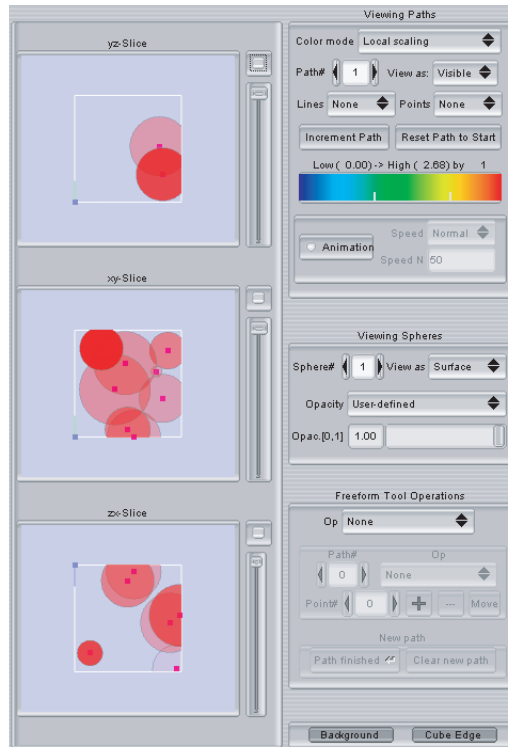 yz-Slice
xy-Slice
zx-Slice
Viewing Paths
Color mode Local scaling
Path# 1 View as: Visible
Lines None Points None
Increment Path Reset Path to Start
Low ( 0.00) -> High ( 2.68) by 1
Animation
Speed Normal
Speed N 50
Viewing Spheres
Sphere# 1 View as Surface
Opacity User-defined
Opac.[0,1] 1.00
Freeform Tool Operations
Op None
Path# Op
0 None
Point# 0 + --- Move
New path
Path finished Clear new path
Background Cube Edge